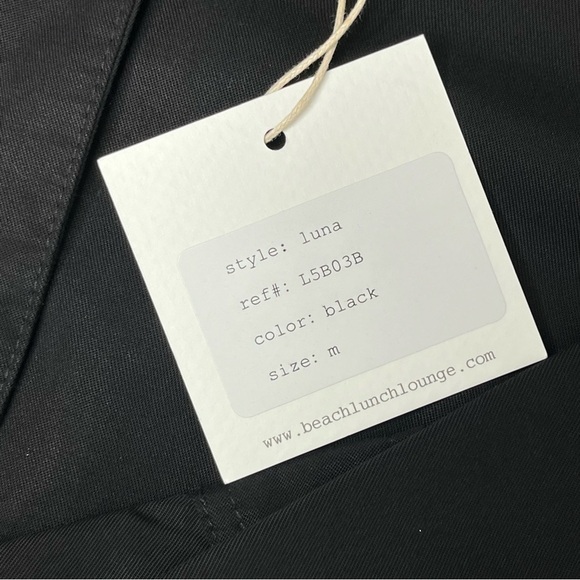 style: luna
ref#: L5B03B
color: black
size: m
www.beachlunchlounge.com